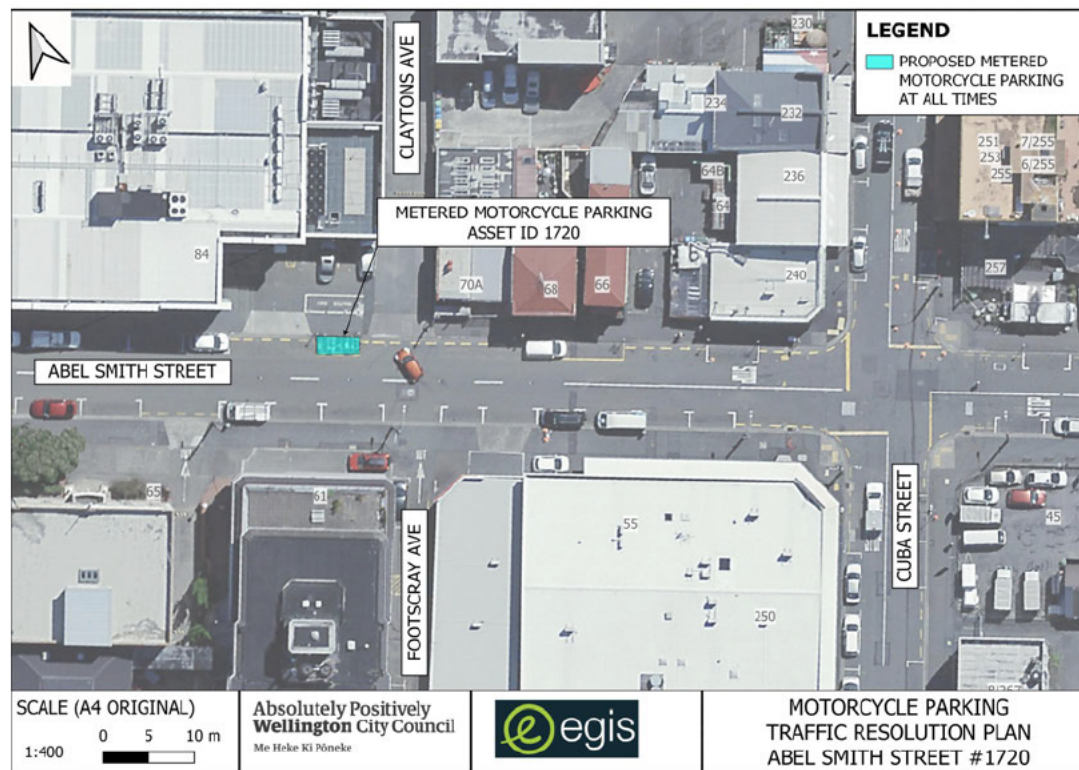 LEGEND
PROPOSED METERED
MOTORCYCLE PARKING
AT ALL TIMES
CLAYTONS AVE
230
234
232
251
253
255
7/255
6/255
64B
64
236
METERED MOTORCYCLE PARKING
ASSET ID 1720
84
70A
68
66
240
257
ABEL SMITH STREET
STOP
65
61
55
250
45
FOOTSCRAY AVE
CUBA STREET
SCALE (A4 ORIGINAL)
1:400
0 5 10 m
Absolutely Positively
Wellington City Council
Me Heke Ki Pōneke
egis
MOTORCYCLE PARKING
TRAFFIC RESOLUTION PLAN
ABEL SMITH STREET #1720